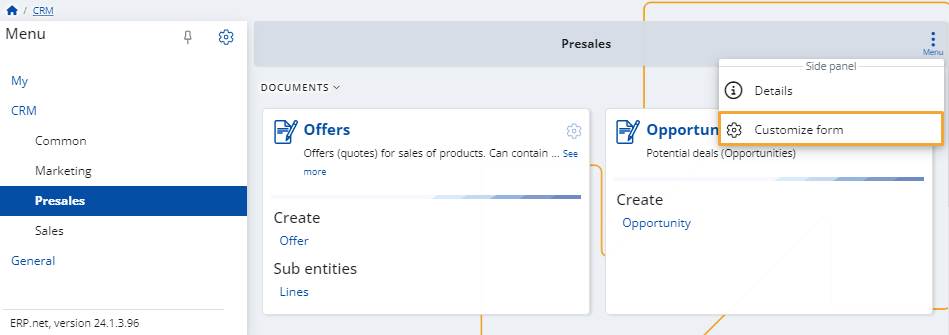 / CRM
Menu
My
CRM
Common
Marketing
Presales
Sales
General
ERP.net, version 24.1.3.96
Presales
Menu
Side panel
Details
Customize form
DOCUMENTS
Offers
Offers (quotes) for sales of products. Can contain ... See
more
Create
Offer
Sub entities
Lines
Opportun
Potential deals (Opportunities)
Create
Opportunity